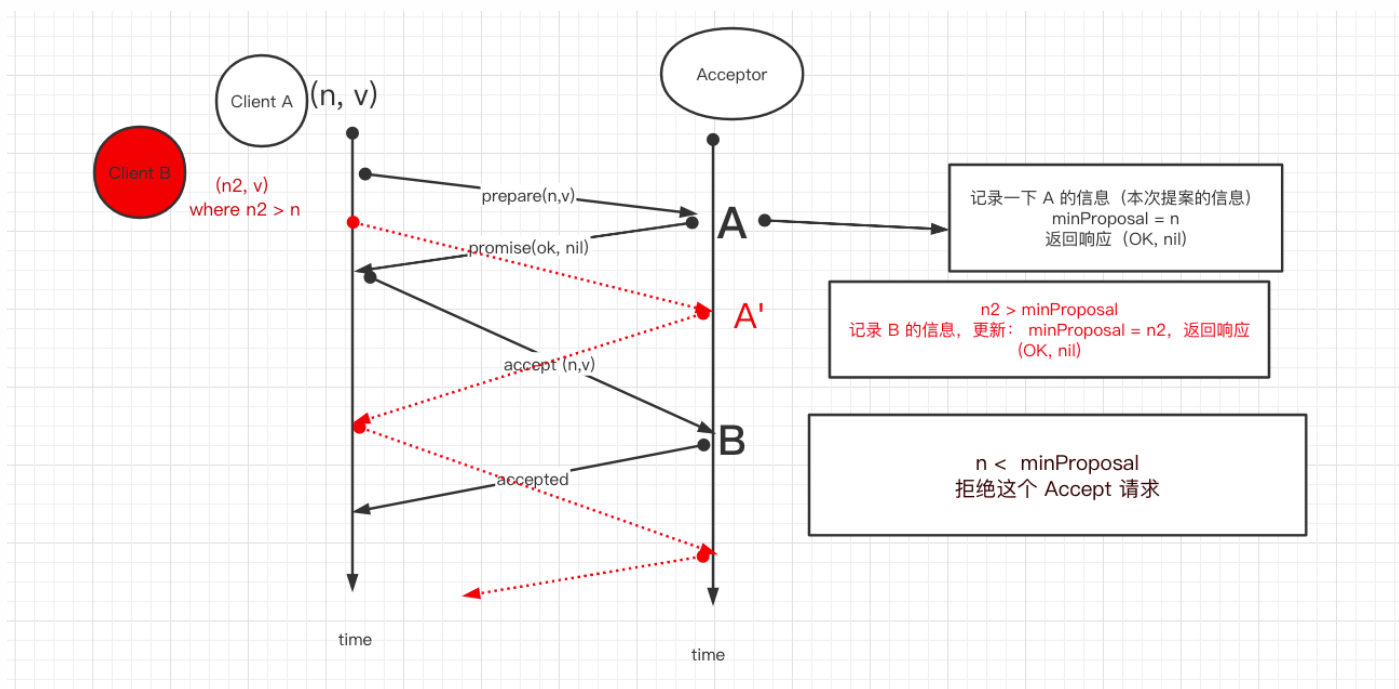 Acceptor
Client A
(n, v)
Client B
(n2, v)
where n2 > n
prepare(n,v)
A
记录一下 A 的信息（本次提案的信息）
minProposal = n
返回响应（OK, nil)
promise(ok, nil)
A'
n2 > minProposal
记录 B 的信息，更新： minProposal = n2，返回响应
(OK, nil)
accept (n,v)
B
n < minProposal
拒绝这个 Accept 请求
accepted
time
time